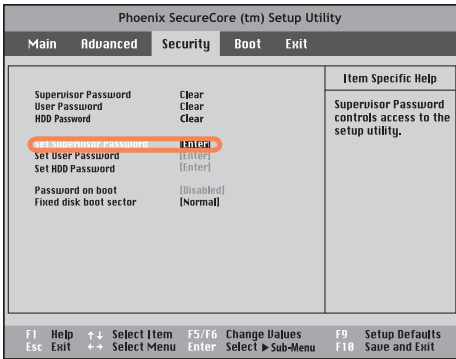 Phoenix SecureCore (tm) Setup Utility
Main Advanced Security Boot Exit
Item Specific Help
Supervisor Password Clear
User Password Clear
HDD Password Clear
Supervisor Password
controls access to the
setup utility.
Set Supervisor Password [Enter]
Set User Password [Enter]
Set HDD Password [Enter]
Password on boot [Disabled]
Fixed disk boot sector [Normal]
F1 Help ↑↓ Select Item F5/F6 Change Values F9 Setup Defaults
Esc Exit ←→ Select Menu Enter Select ▶ Sub-Menu F10 Save and Exit